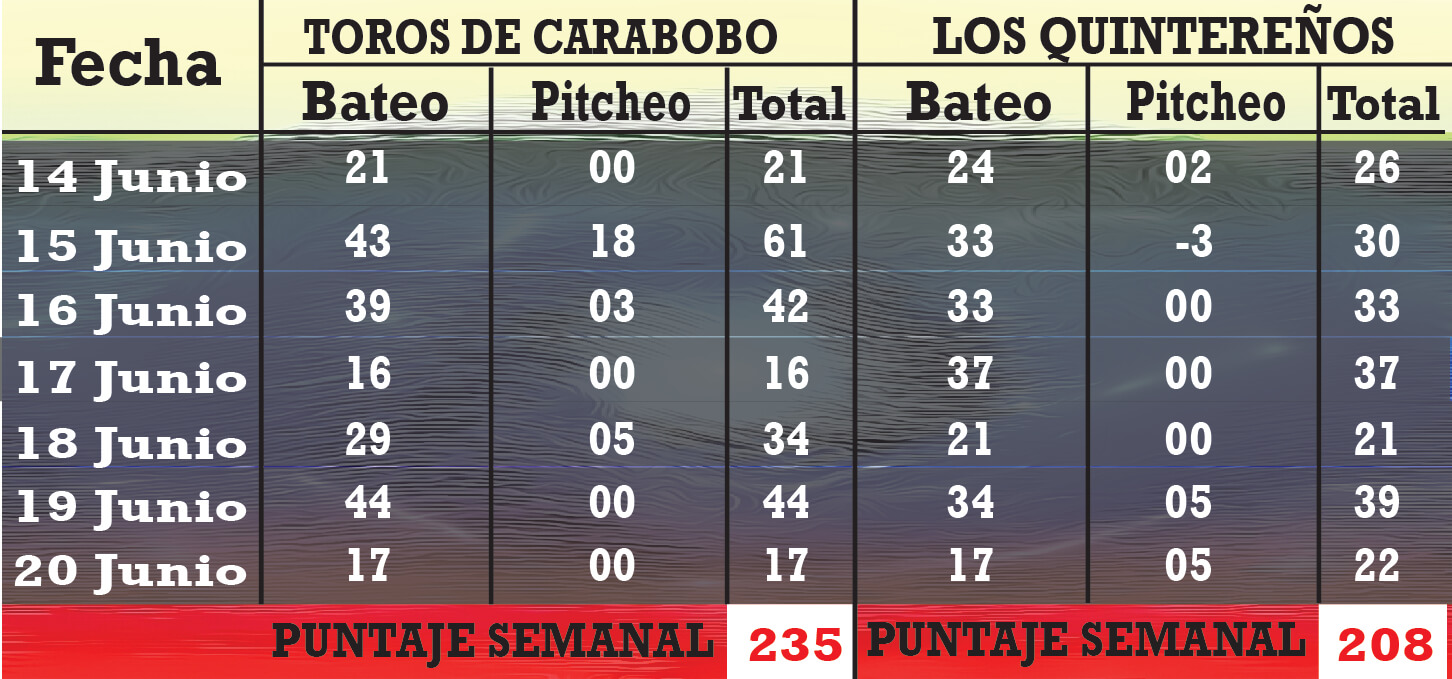 Fecha TOROS DE CARABOBO LOS QUINTEREÑOS
Bateo Pitcheo Total Bateo Pitcheo Total
14 Junio 21 00 21 24 02 26
15 Junio 43 18 61 33 -3 30
16 Junio 39 03 42 33 00 33
17 Junio 16 00 16 37 00 37
18 Junio 29 05 34 21 00 21
19 Junio 44 00 44 34 05 39
20 Junio 17 00 17 17 05 22
PUNTAJE SEMANAL 235 PUNTAJE SEMANAL 208